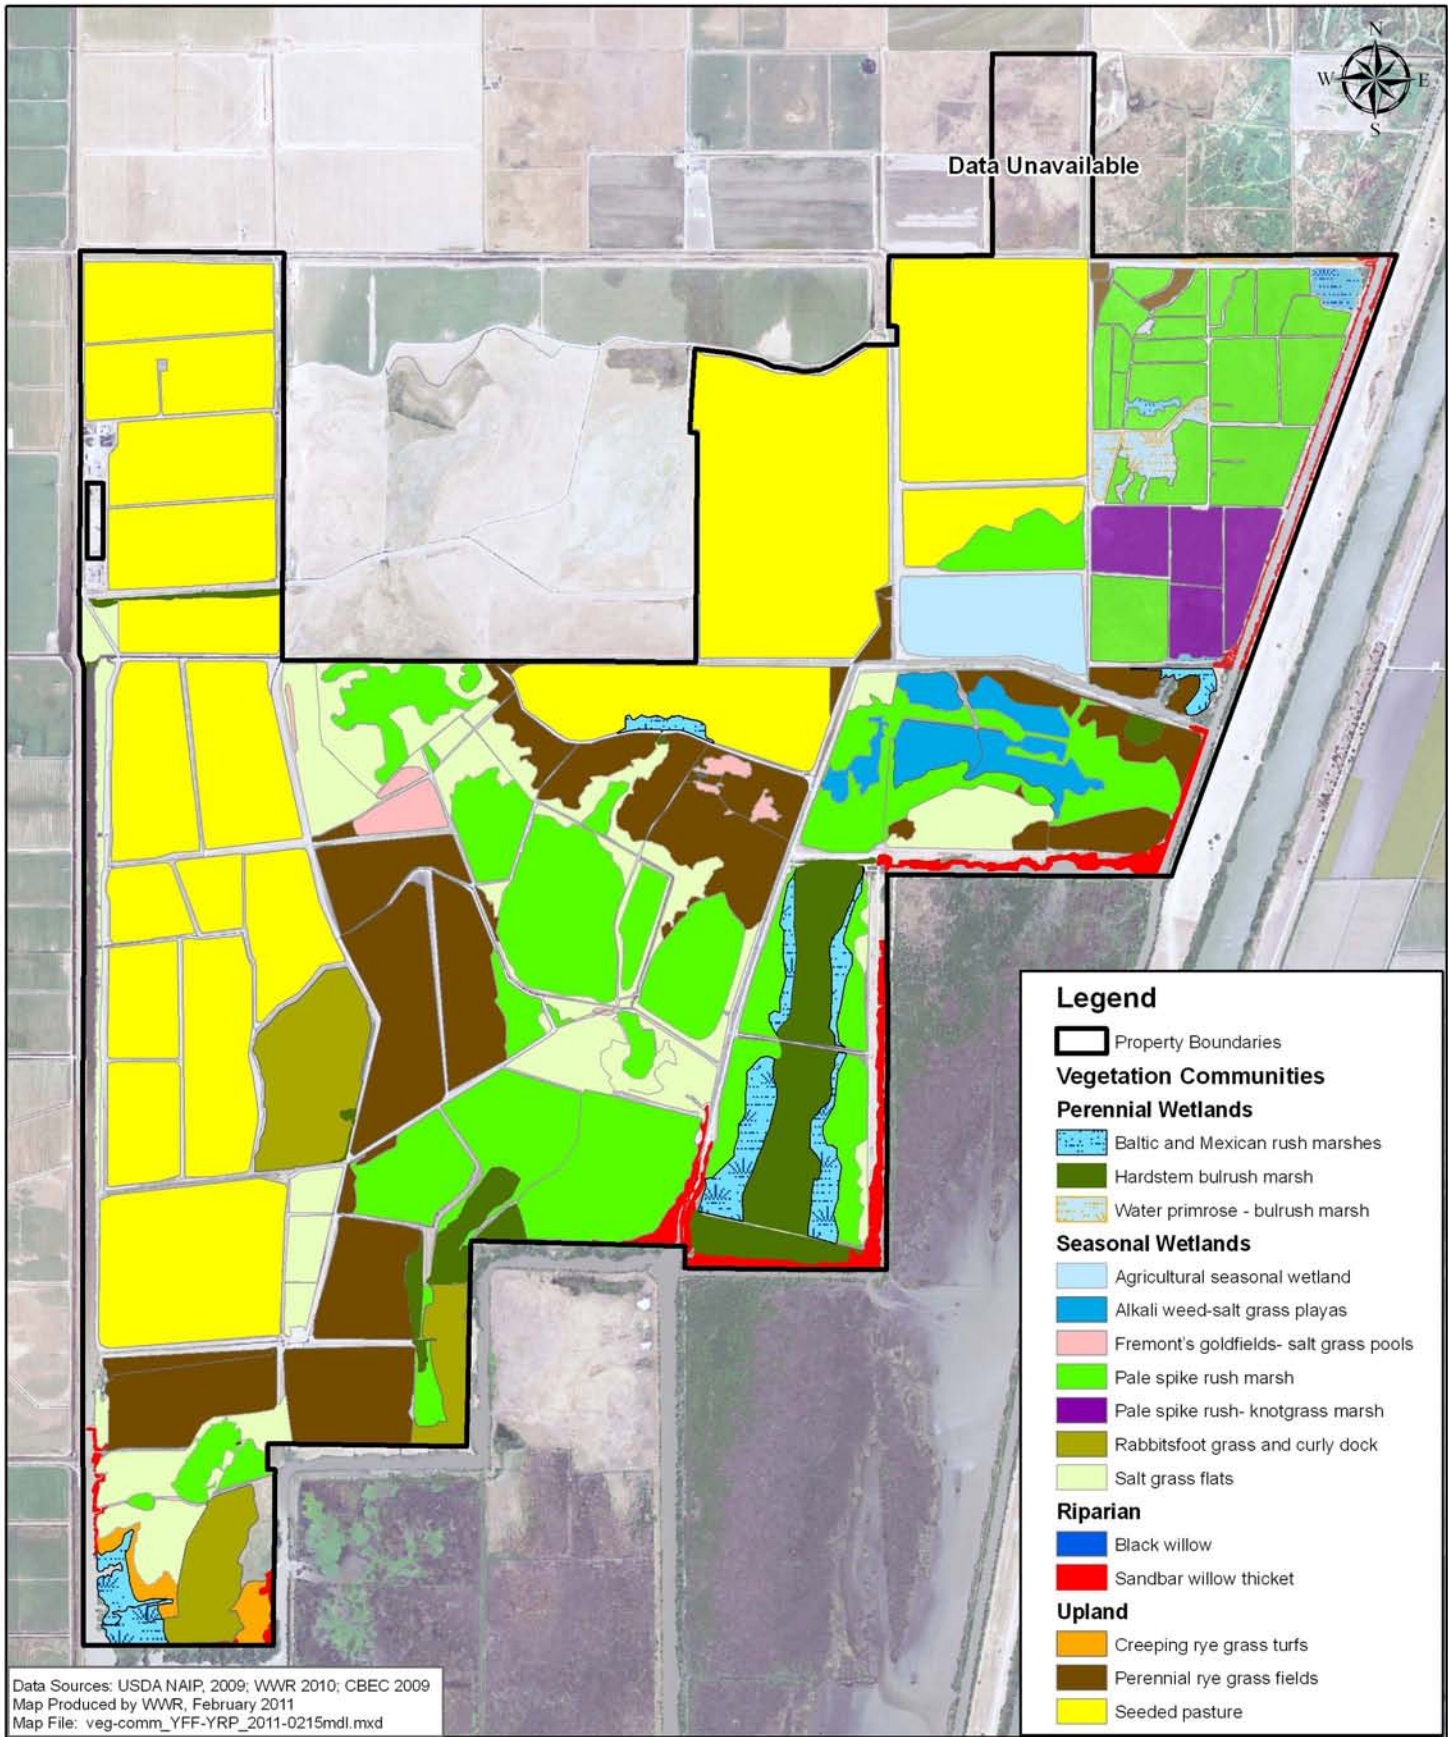 N
W E
S
Data Unavailable
Legend
Property Boundaries
Vegetation Communities
Perennial Wetlands
Baltic and Mexican rush marshes
Hardstem bulrush marsh
Water primrose - bulrush marsh
Seasonal Wetlands
Agricultural seasonal wetland
Alkali weed-salt grass playas
Fremont's goldfields- salt grass pools
Pale spike rush marsh
Pale spike rush- knotgrass marsh
Rabbitsfoot grass and curly dock
Salt grass flats
Riparian
Black willow
Sandbar willow thicket
Upland
Creeping rye grass turfs
Perennial rye grass fields
Seeded pasture
Data Sources: USDA NAIP, 2009; WWR 2010; CBEC 2009
Map Produced by WWR, February 2011
Map File: veg-comm_YFF-YRP_2011-0215mdl.mxd